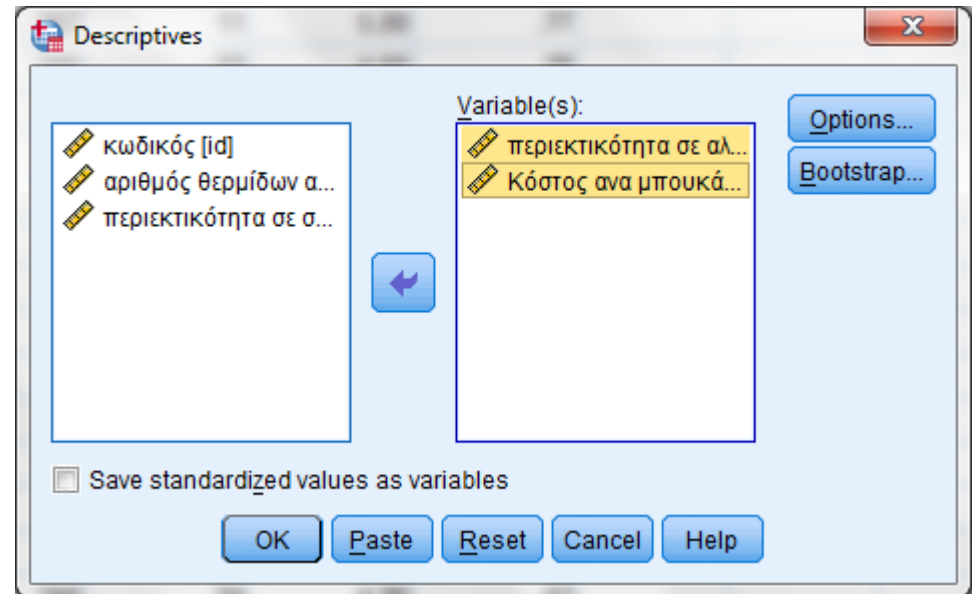 Descriptives
Variable(s):
κωδικός [id]
αριθμός θερμίδων α...
περιεκτικότητα σε σ...
περιεκτικότητα σε αλ...
Κόστος ανα μπουκά...
Options...
Bootstrap...
Save standardized values as variables
OK Paste Reset Cancel Help